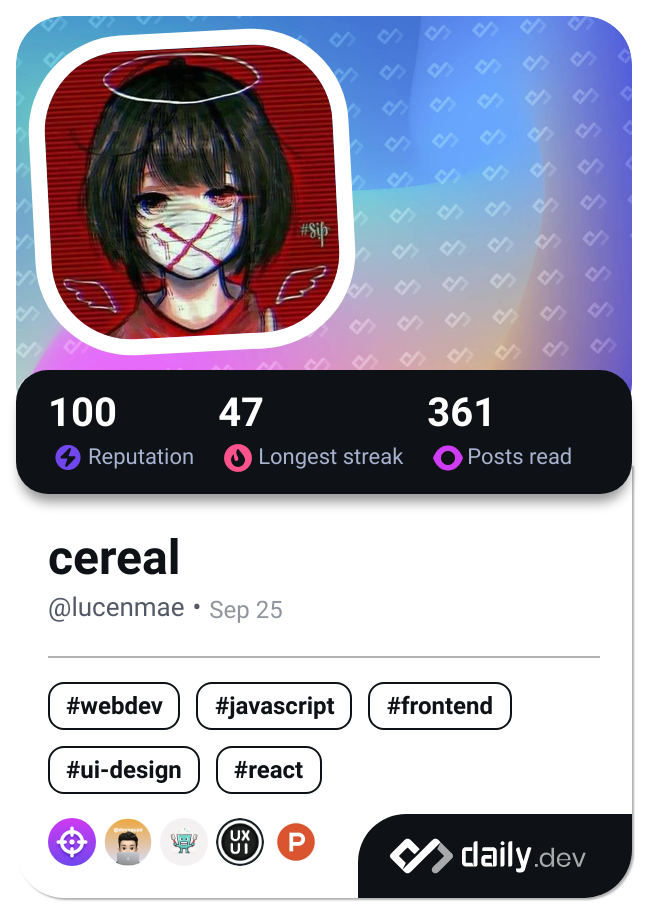 #Sip
100 47 361
Reputation Longest streak Posts read
cereal
@lucenmae • Sep 25
#webdev #javascript #frontend
#ui-design #react
UX
UI
P
daily.dev